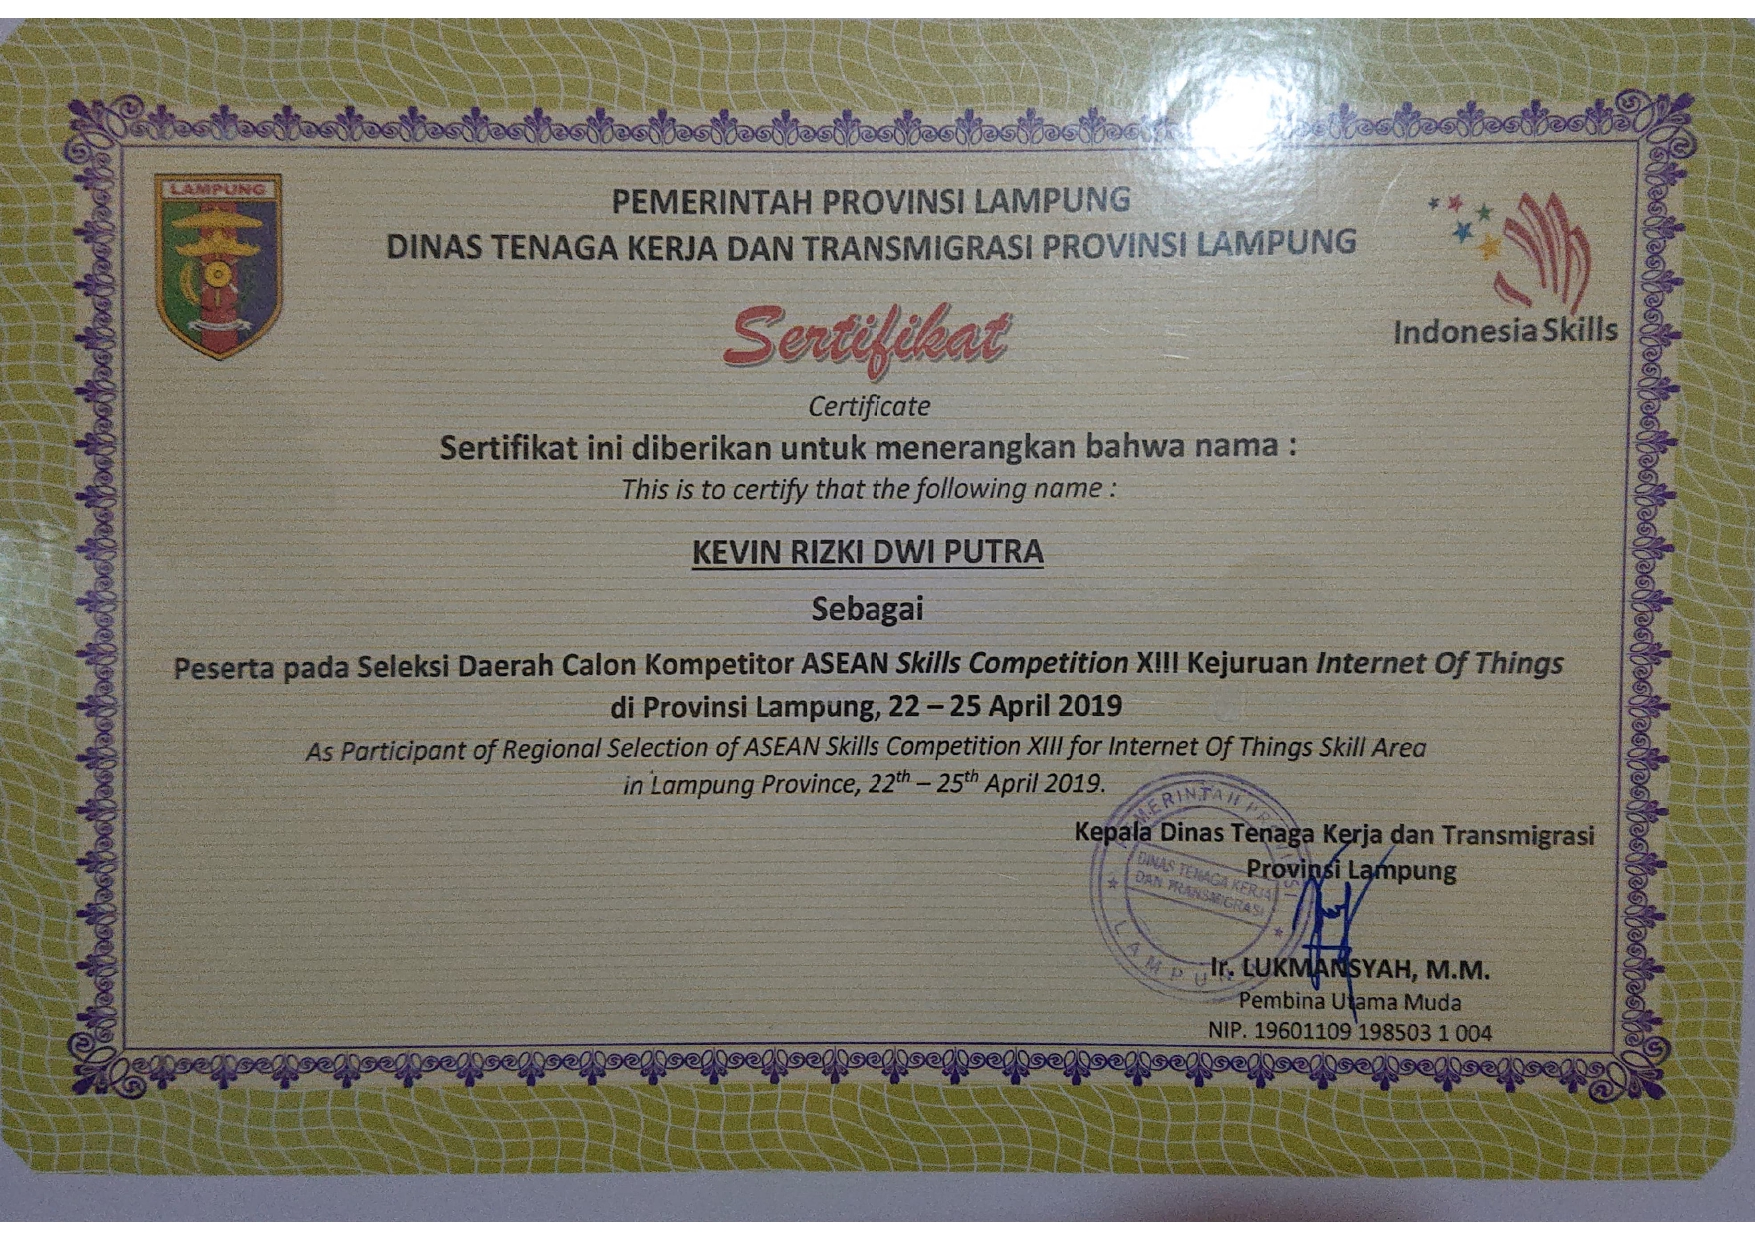 LAMPUNG
PEMERINTAH PROVINSI LAMPUNG
DINAS TENAGA KERJA DAN TRANSMIGRASI PROVINSI LAMPUNG
Indonesia Skills
Sertifikat
Certificate
Sertifikat ini diberikan untuk menerangkan bahwa nama :
This is to certify that the following name :
KEVIN RIZKI DWI PUTRA
Sebagai
Peserta pada Seleksi Daerah Calon Kompetitor ASEAN Skills Competition XIII Kejuruan Internet Of Things
di Provinsi Lampung, 22 – 25 April 2019
As Participant of Regional Selection of ASEAN Skills Competition XIII for Internet Of Things Skill Area
in Lampung Province, 22th – 25th April 2019.
Kepala Dinas Tenaga Kerja dan Transmigrasi
Provinsi Lampung
PEMERINTAH PROVINSI
DINAS TENAGA KERJA
DAN TRANSMIGRASI
LAMPUNG
Ir. LUKMANSYAH, M.M.
Pembina Utama Muda
NIP. 19601109 198503 1 004